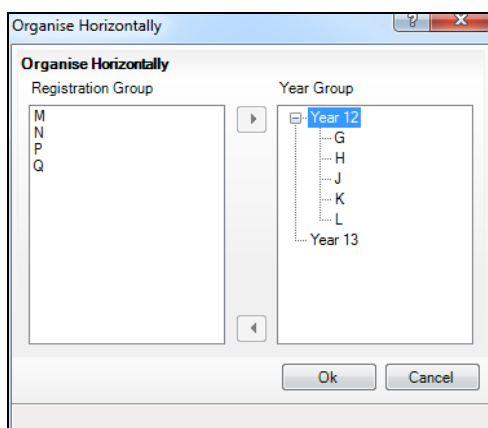 Organise Horizontally
?
Organise Horizontally
Registration Group
Year Group
M
N
P
Q
Year 12
G
H
J
K
L
Year 13
Ok
Cancel